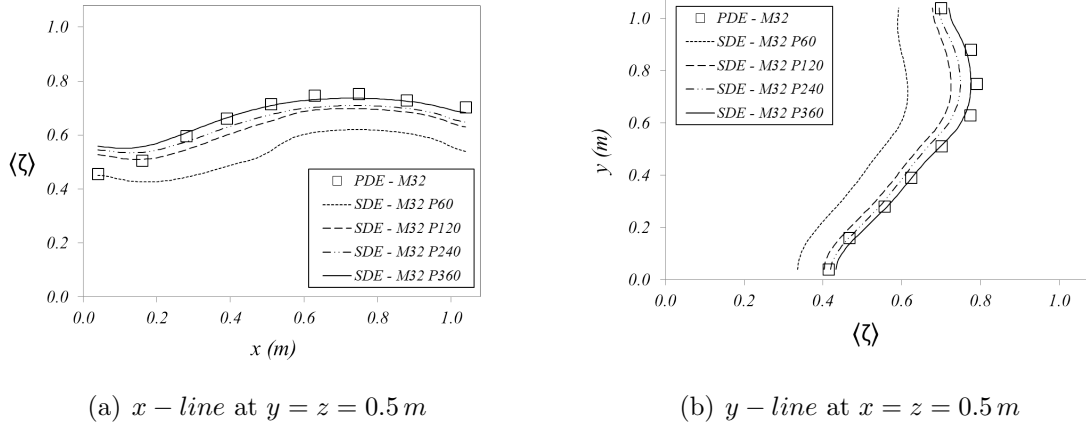 1.0
0.8
0.6
0.4
0.2
0.0
⟨ζ⟩
PDE - M32
SDE - M32 P60
SDE - M32 P120
SDE - M32 P240
SDE - M32 P360
0.0 0.2 0.4 0.6 0.8 1.0
x (m)
(a) x − line at y = z = 0.5 m
PDE - M32
SDE - M32 P60
SDE - M32 P120
SDE - M32 P240
SDE - M32 P360
1.0
0.8
0.6
0.4
0.2
0.0
y (m)
0.0 0.2 0.4 0.6 0.8 1.0
⟨ζ⟩
(b) y − line at x = z = 0.5 m